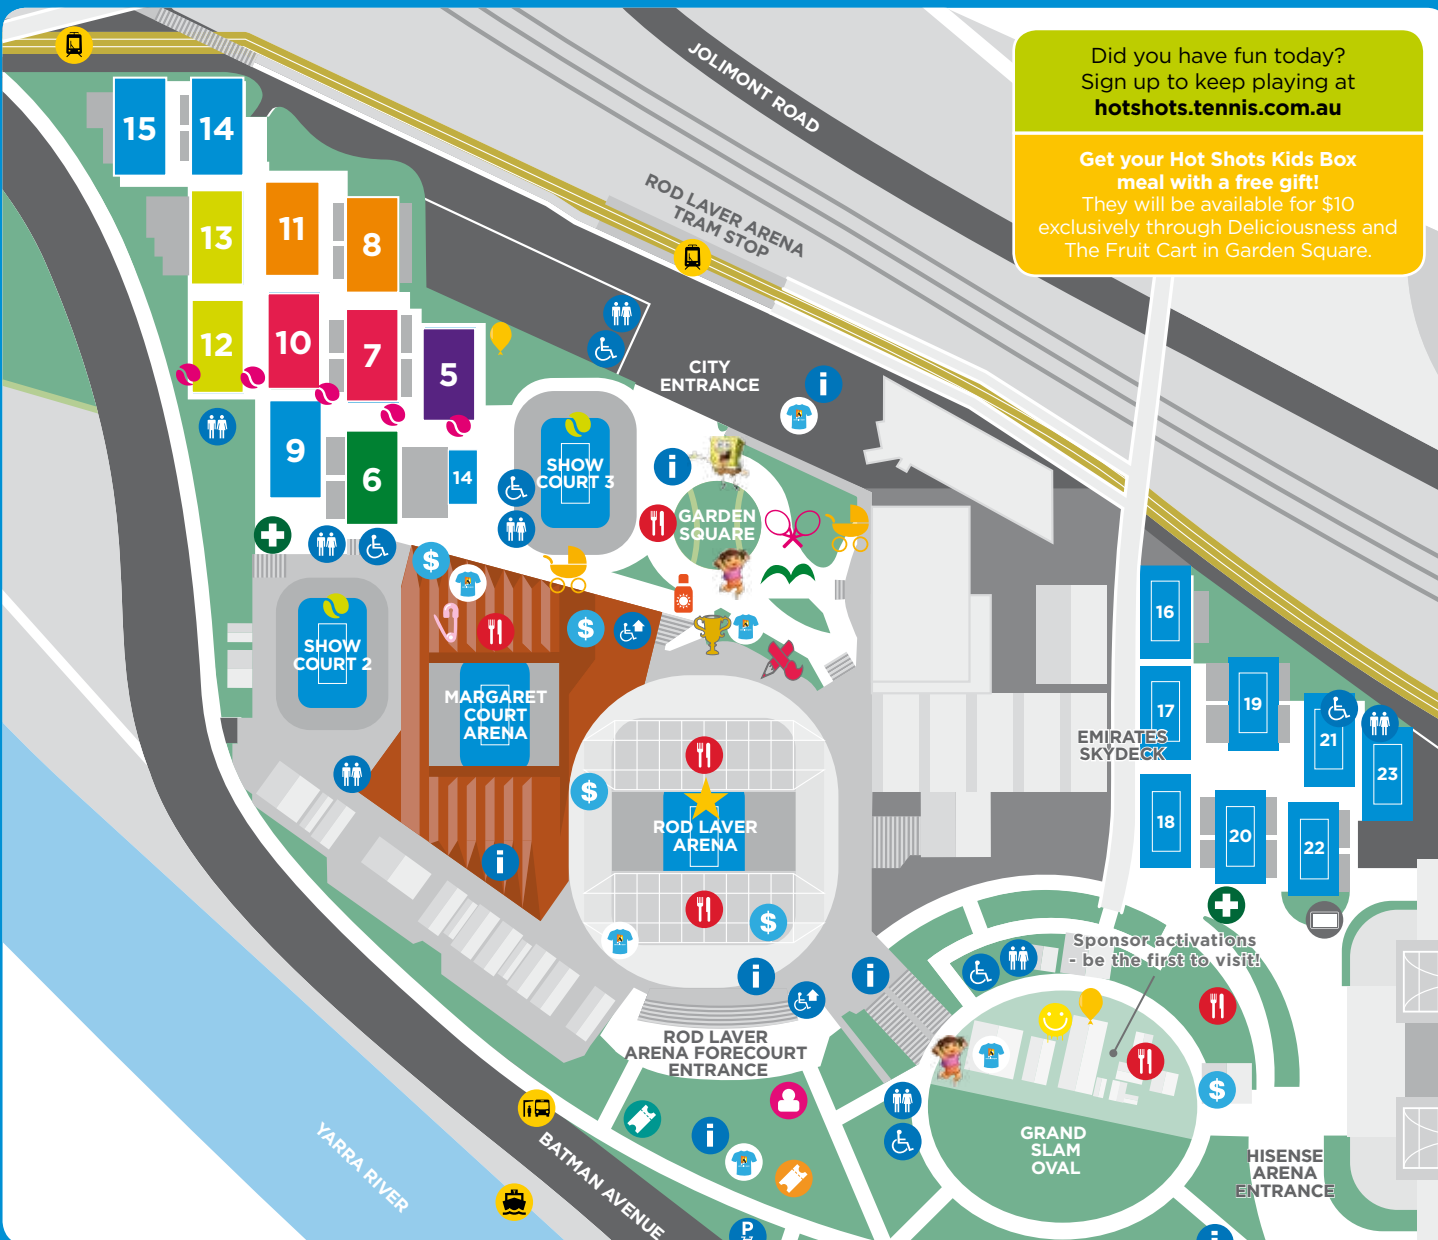 JOLIMONT ROAD
Did you have fun today?
Sign up to keep playing at
hotshots.tennis.com.au
Get your Hot Shots Kids Box
meal with a free gift!
They will be available for $10
exclusively through Deliciousness and
The Fruit Cart in Garden Square.
15
14
13
11
8
12
10
7
5
9
6
14
ROD LAVER ARENA
TRAM STOP
CITY
ENTRANCE
i
SHOW
COURT 3
i
GARDEN
SQUARE
$
$
SHOW
COURT 2
MARGARET
COURT
ARENA
i
$
ROD LAVER
ARENA
$
16
17
EMIRATES
SKYDECK
18
19
20
21
22
23
Sponsor activations
- be the first to visit!
i
i
ROD LAVER
ARENA FORECOURT
ENTRANCE
i
$
GRAND
SLAM
OVAL
HISENSE
ARENA
ENTRANCE
YARRA RIVER
BATMAN AVENUE
P
i